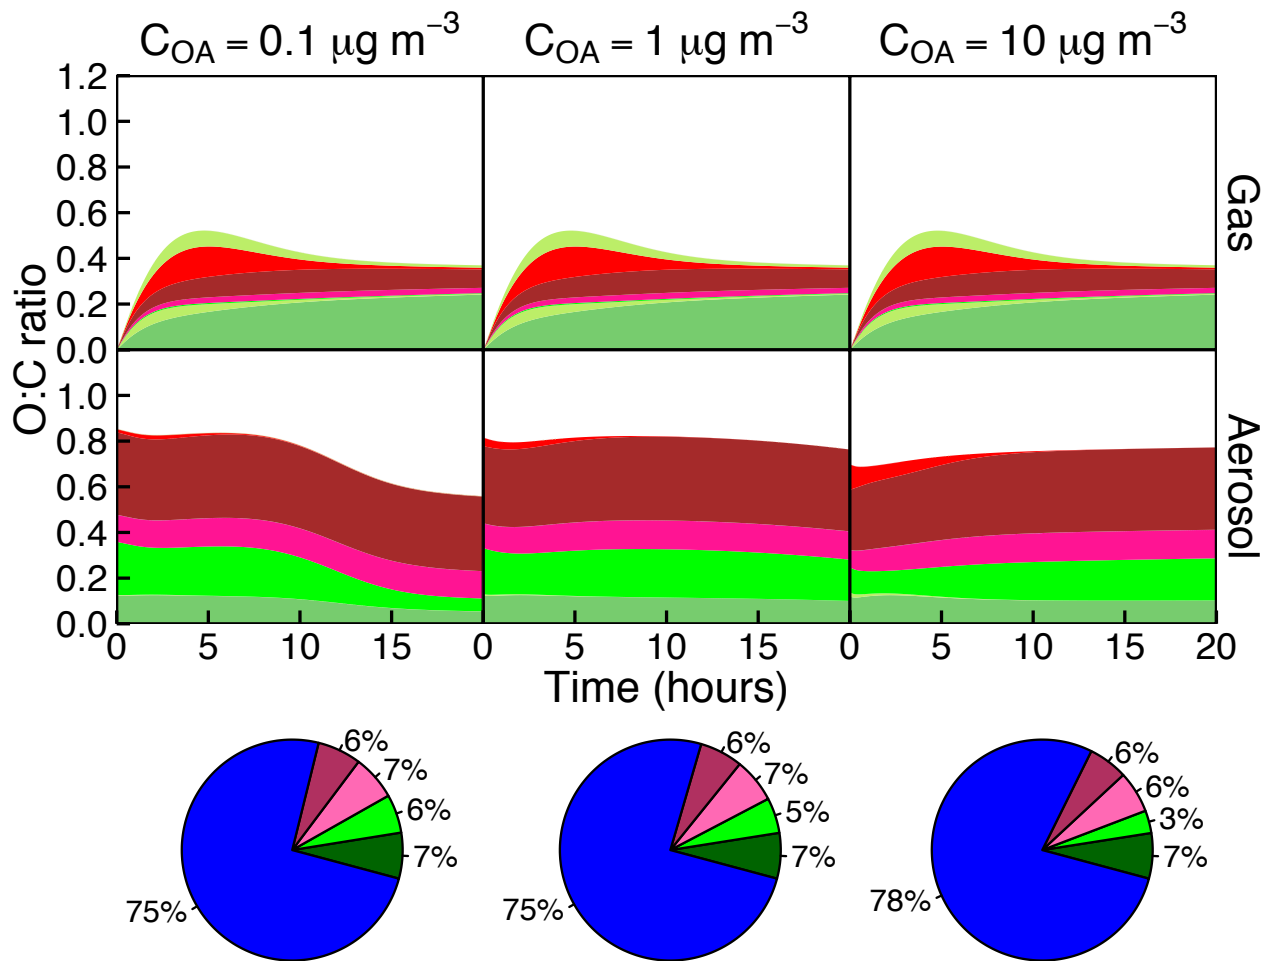 C_OA = 0.1 μg m⁻³ C_OA = 1 μg m⁻³ C_OA = 10 μg m⁻³
1.2
1.0
0.8
0.6
0.4
0.2
0.0
Gas
O:C ratio
1.0
0.8
0.6
0.4
0.2
0.0
Aerosol
0 5 10 15 0 5 10 15 0 5 10 15 20
Time (hours)
6% 7% 6% 7% 75%
6% 7% 5% 7% 75%
6% 6% 3% 7% 78%